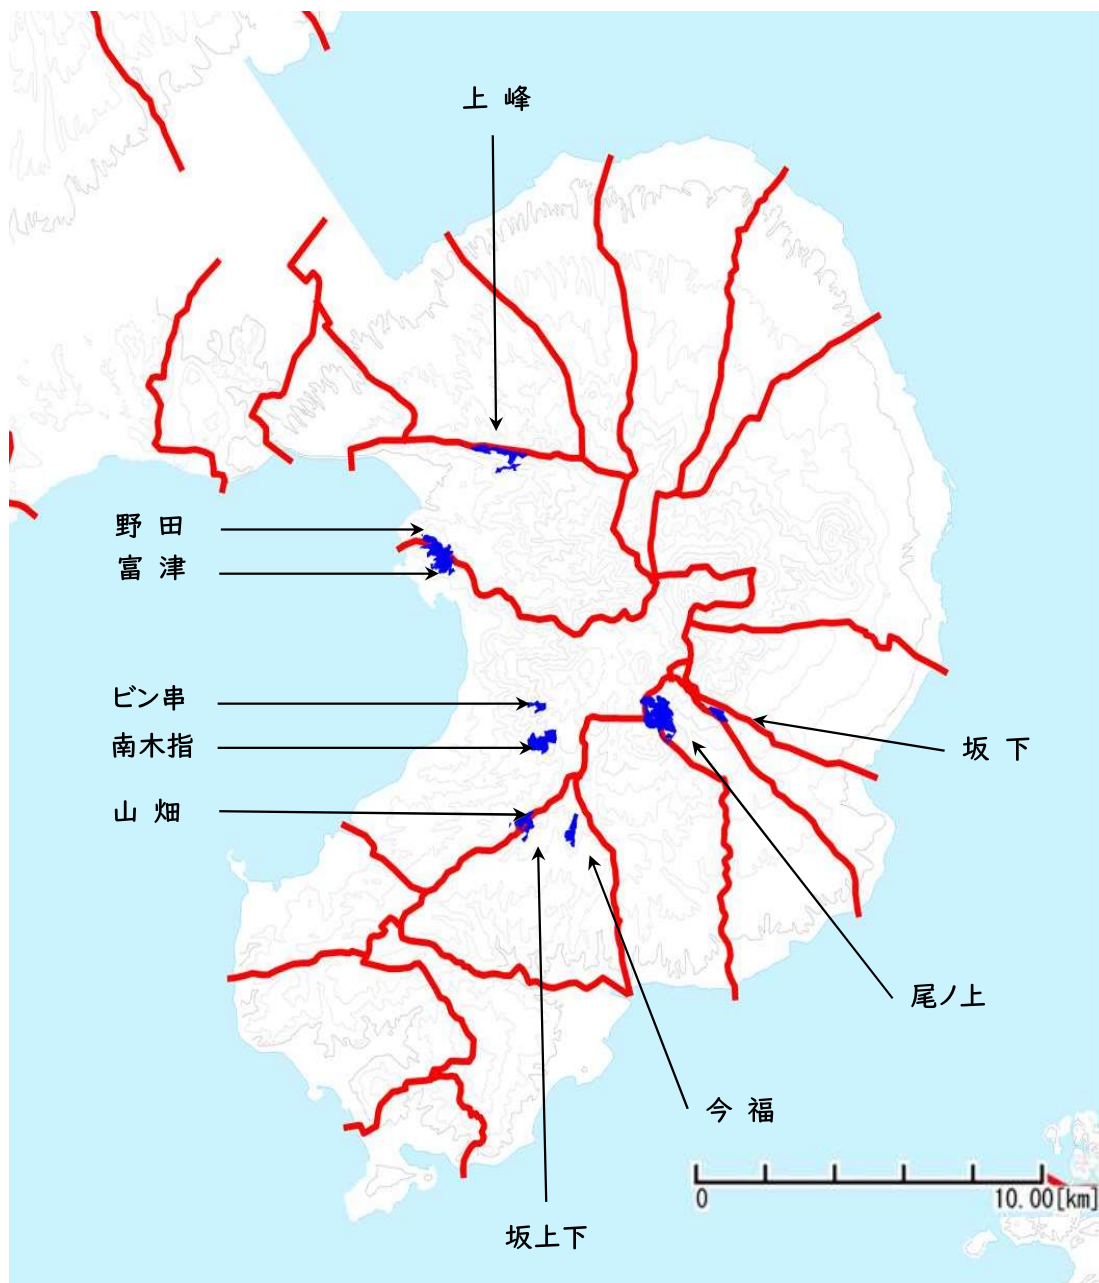 上 峰
野 田
富 津
ビン串
南木指
坂 下
山 畑
尾ノ上
今 福
0 10.00[km]
坂上下